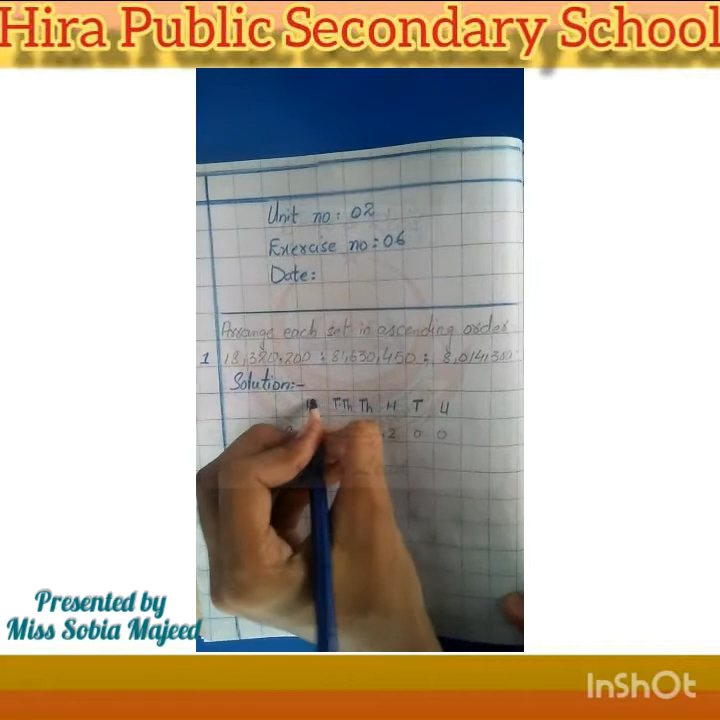 Hira Public Secondary School
Unit no: 02
Exercise no: 06
Date:
Arrange each set in ascending order
1 18,320,200 ; 81,630,450 ; 8,014,300
Solution:-
T.Th Th H T U
2 0 0
Presented by
Miss Sobia Majeed
InShOt